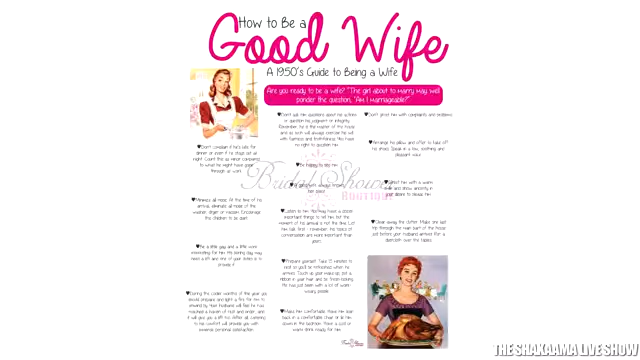 How to Be a
Good Wife
A 1950's Guide to Being a Wife
Are you ready to be a wife? "The girl about to marry may well
ponder the question, 'Am I marriageable?'"
♥Don't complain if he's late for
dinner or even if he stays out all
night. Count this as minor compared
to what he might have gone
through at work.
♥Minimize all noise. At the time of his
arrival, eliminate all noise of the
washer, dryer or vacuum. Encourage
the children to be quiet.
♥Be a little gay and a little more
interesting for him. His boring day may
need a lift and one of your duties is to
provide it.
♥During the cooler months of the year you
should prepare and light a fire for him to
unwind by. Your husband will feel he has
reached a haven of rest and order, and
it will give you a lift too. After all, catering
to his comfort will provide you with
immense personal satisfaction.
♥Don't ask him questions about his actions
or question his judgment or integrity.
Remember, he is the master of the house
and as such will always exercise his will
with fairness and truthfulness. You have
no right to question him.
♥Be happy to see him.
♥A good wife always knows
her place.
♥Listen to him. You may have a dozen
important things to tell him, but the
moment of his arrival is not the time. Let
him talk first - remember, his topics of
conversation are more important than
yours.
♥Prepare yourself. Take 15 minutes to
rest so you'll be refreshed when he
arrives. Touch up your make-up, put a
ribbon in your hair and be fresh-looking.
He has just been with a lot of work-
weary people.
♥Make him comfortable. Have him lean
back in a comfortable chair or lie him
down in the bedroom. Have a cool or
warm drink ready for him.
♥Don't greet him with complaints and problems.
♥Arrange his pillow and offer to take off
his shoes. Speak in a low, soothing and
pleasant voice.
♥Greet him with a warm
smile and show sincerity in
your desire to please him.
♥Clear away the clutter. Make one last
trip through the main part of the house
just before your husband arrives. Run a
dustcloth over the tables.
Bridal Shower
BOUTIQUE
THE SHAKAAMA LIVE SHOW